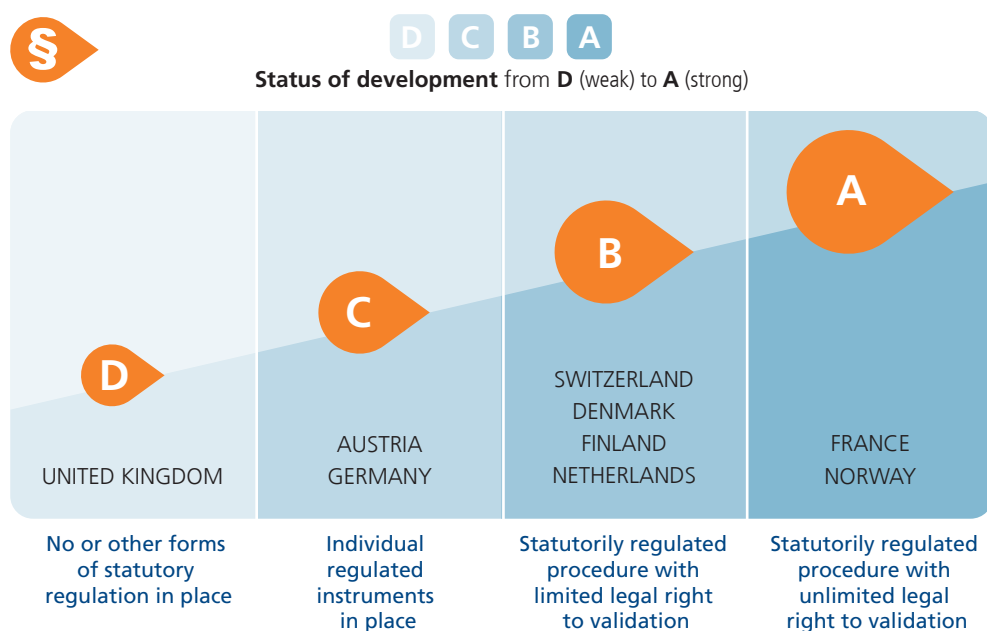 §
D C B A
Status of development from D (weak) to A (strong)
A
B
C
D
SWITZERLAND
DENMARK
AUSTRIA
FINLAND
FRANCE
UNITED KINGDOM
GERMANY
NETHERLANDS
NORWAY
No or other forms
of statutory
regulation in place
Individual
regulated
instruments
in place
Statutorily regulated
procedure with
limited legal right
to validation
Statutorily regulated
procedure with
unlimited legal
right to validation